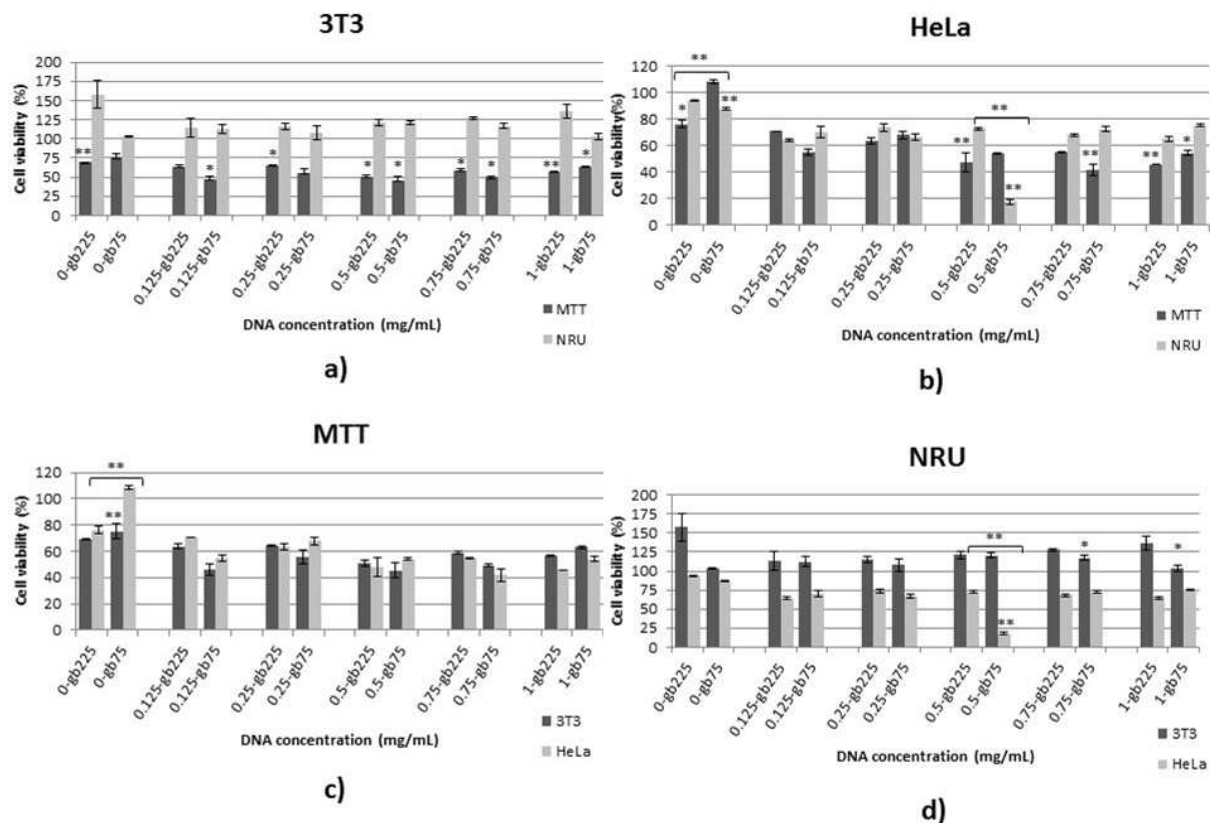 3T3
Cell viability (%)
200
175
150
125
100
75
50
25
0
**
*
*
*
*
*
*
**
*
0-gb225
0-gb75
0.125-gb225
0.125-gb75
0.25-gb225
0.25-gb75
0.5-gb225
0.5-gb75
0.75-gb225
0.75-gb75
1-gb225
1-gb75
DNA concentration (mg/mL)
MTT
NRU
a)
HeLa
Cell viability(%)
120
100
80
60
40
20
0
**
*
**
**
**
**
**
**
*
0-gb225
0-gb75
0.125-gb225
0.125-gb75
0.25-gb225
0.25-gb75
0.5-gb225
0.5-gb75
0.75-gb225
0.75-gb75
1-gb225
1-gb75
DNA concentration (mg/mL)
MTT
NRU
b)
MTT
Cell viability (%)
120
100
80
60
40
20
0
**
**
0-gb225
0-gb75
0.125-gb225
0.125-gb75
0.25-gb225
0.25-gb75
0.5-gb225
0.5-gb75
0.75-gb225
0.75-gb75
1-gb225
1-gb75
DNA concentration (mg/mL)
3T3
HeLa
c)
NRU
Cell viability (%)
200
175
150
125
100
75
50
25
0
**
**
*
*
0-gb225
0-gb75
0.125-gb225
0.125-gb75
0.25-gb225
0.25-gb75
0.5-gb225
0.5-gb75
0.75-gb225
0.75-gb75
1-gb225
1-gb75
DNA concentration (mg/mL)
3T3
HeLa
d)